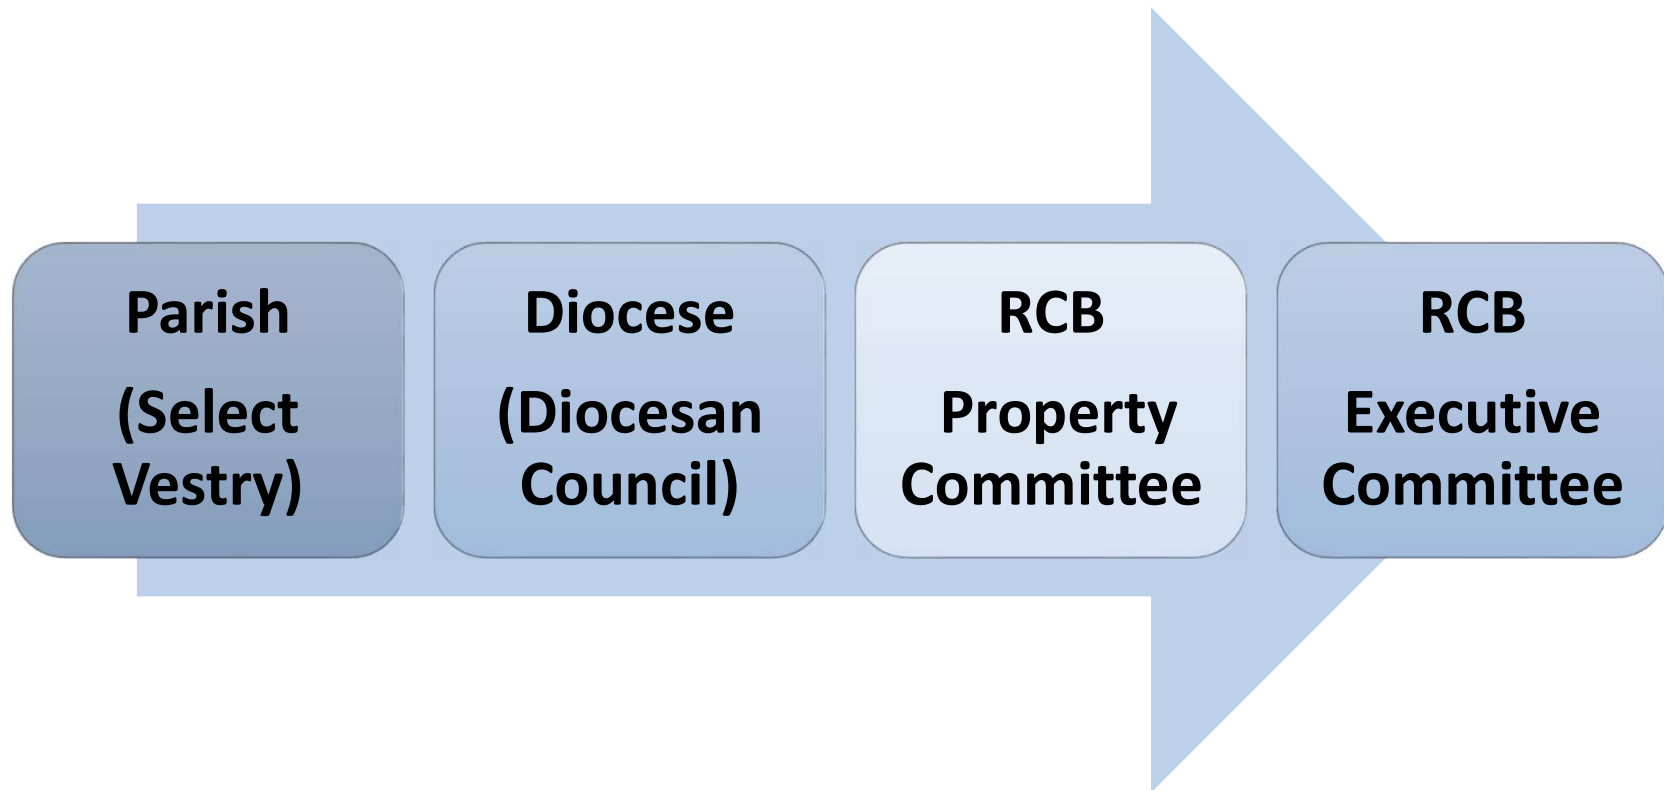 Parish
(Select
Vestry)
Diocese
(Diocesan
Council)
RCB
Property
Committee
RCB
Executive
Committee